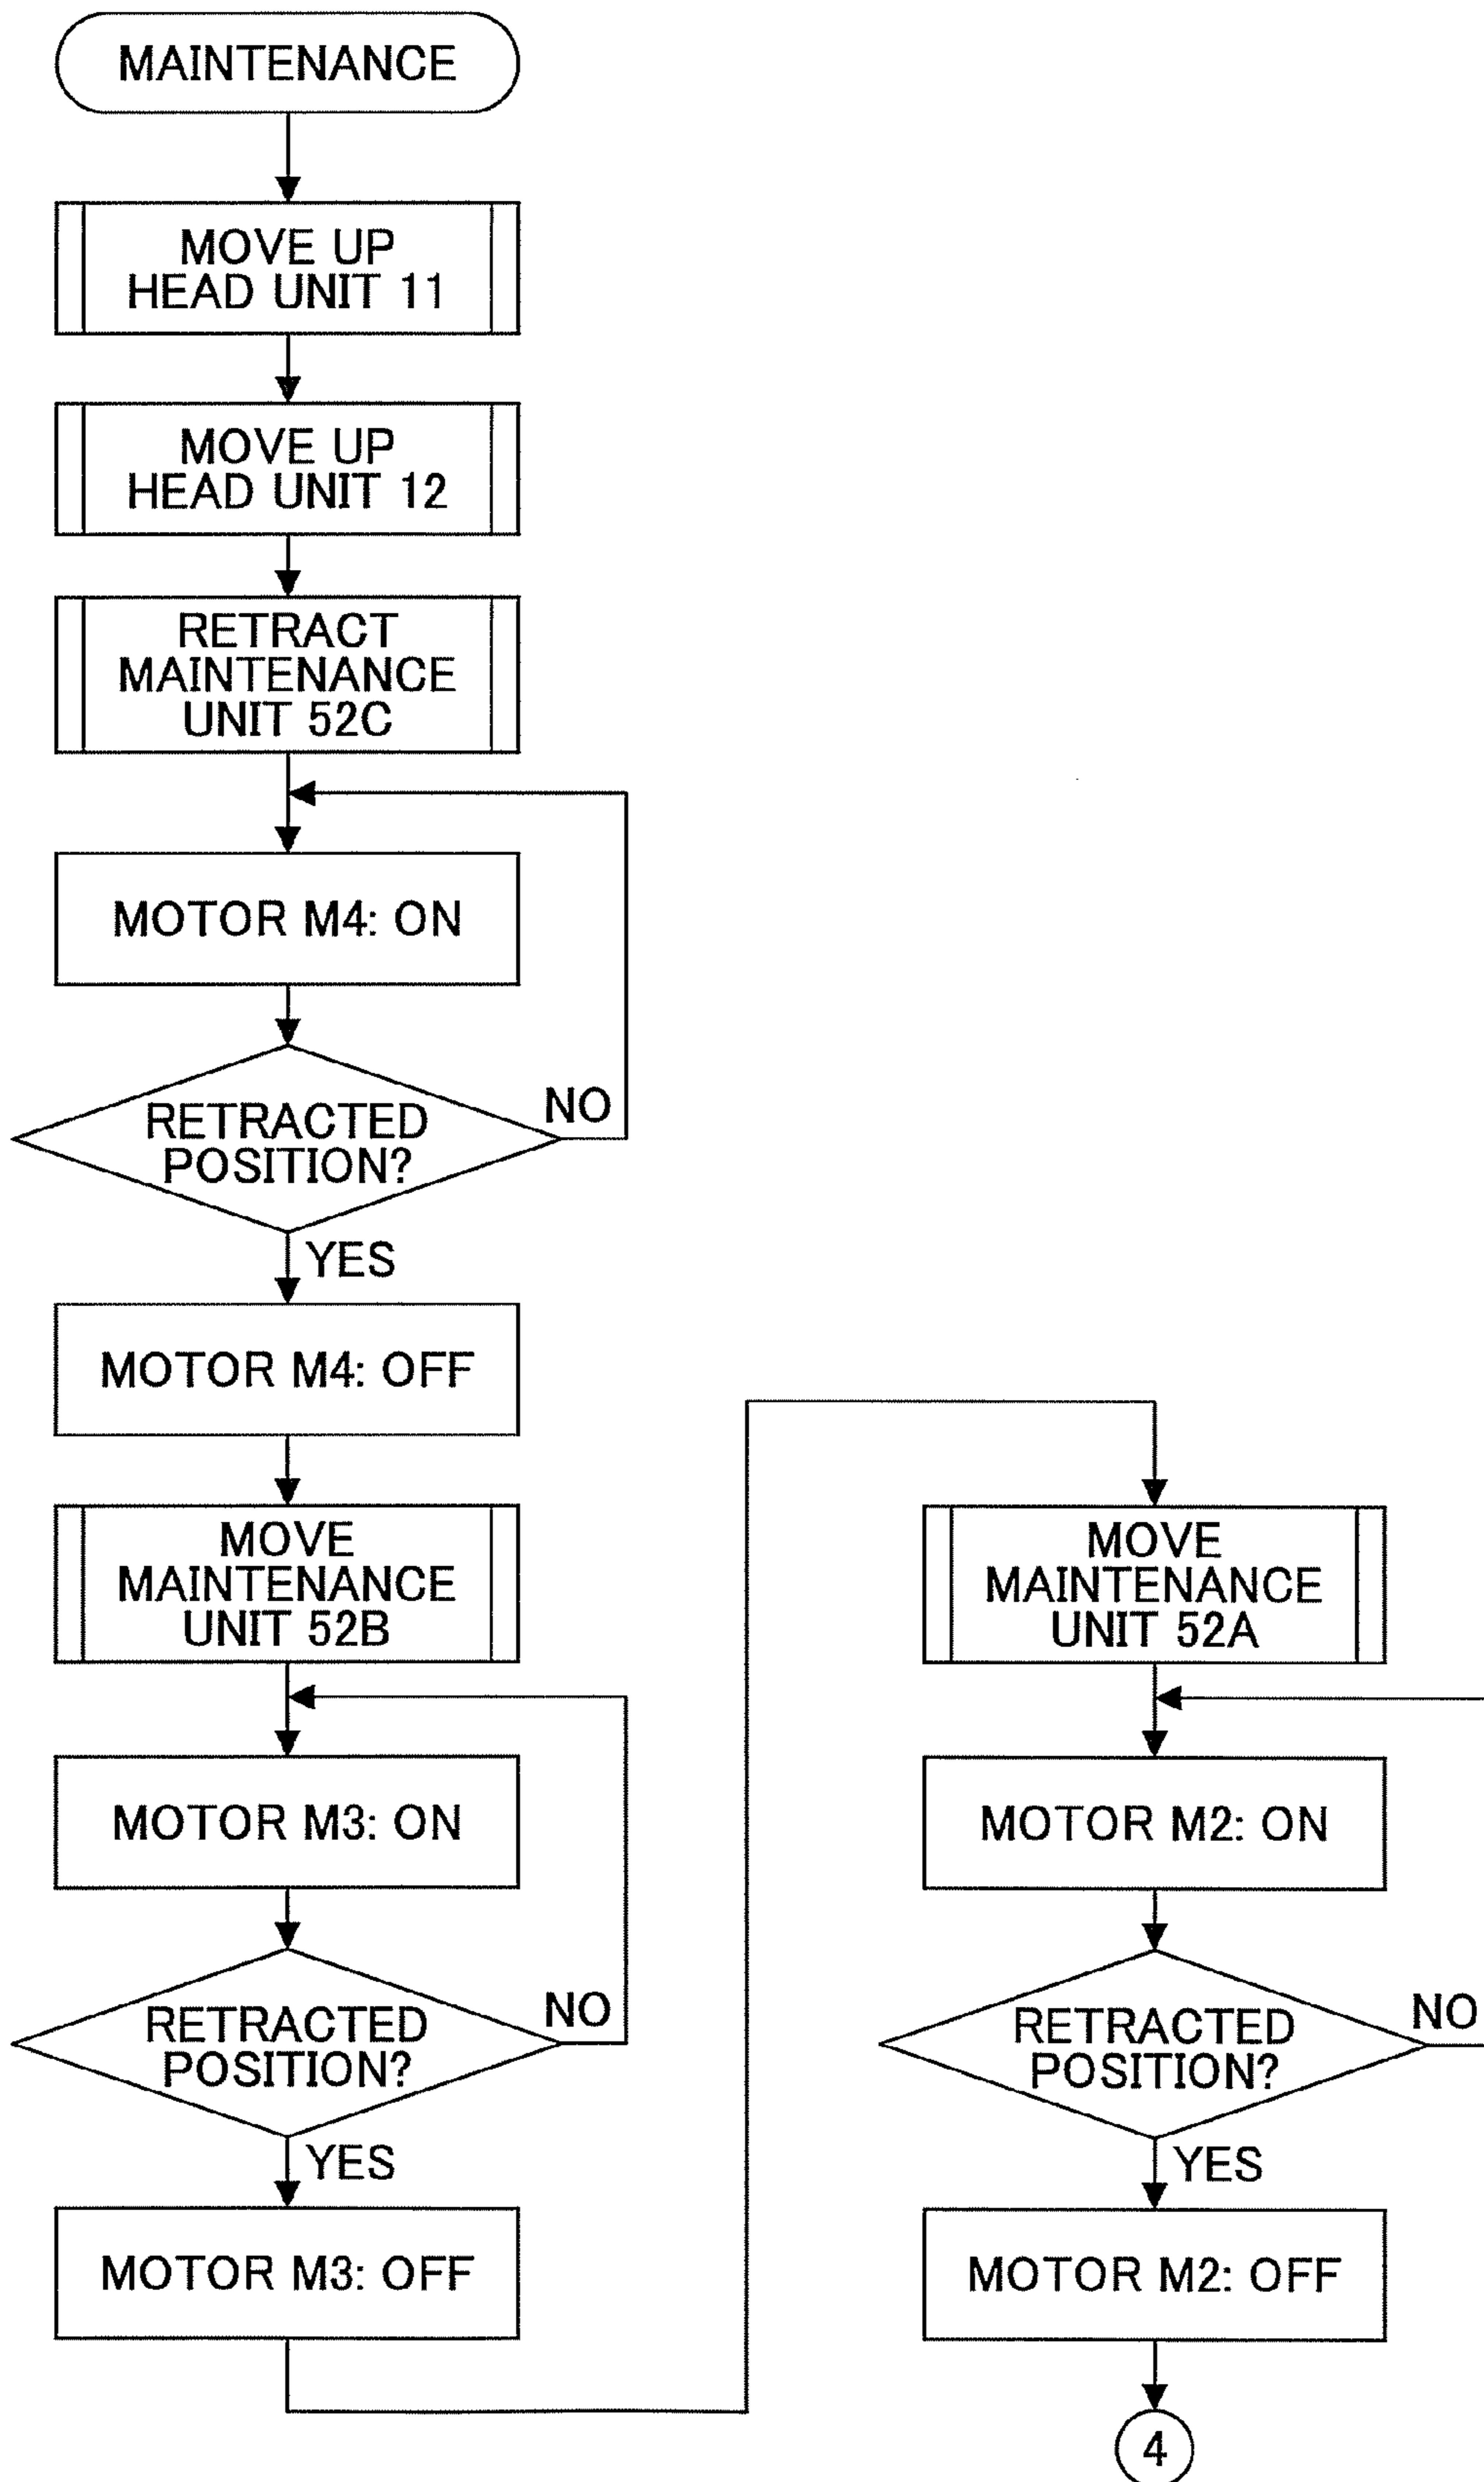 MAINTENANCE
MOVE UP
HEAD UNIT 11
MOVE UP
HEAD UNIT 12
RETRACT
MAINTENANCE
UNIT 52C
MOTOR M4: ON
RETRACTED
POSITION?
NO
YES
MOTOR M4: OFF
MOVE
MAINTENANCE
UNIT 52B
MOTOR M3: ON
RETRACTED
POSITION?
NO
YES
MOTOR M3: OFF
MOVE
MAINTENANCE
UNIT 52A
MOTOR M2: ON
RETRACTED
POSITION?
NO
YES
MOTOR M2: OFF
4